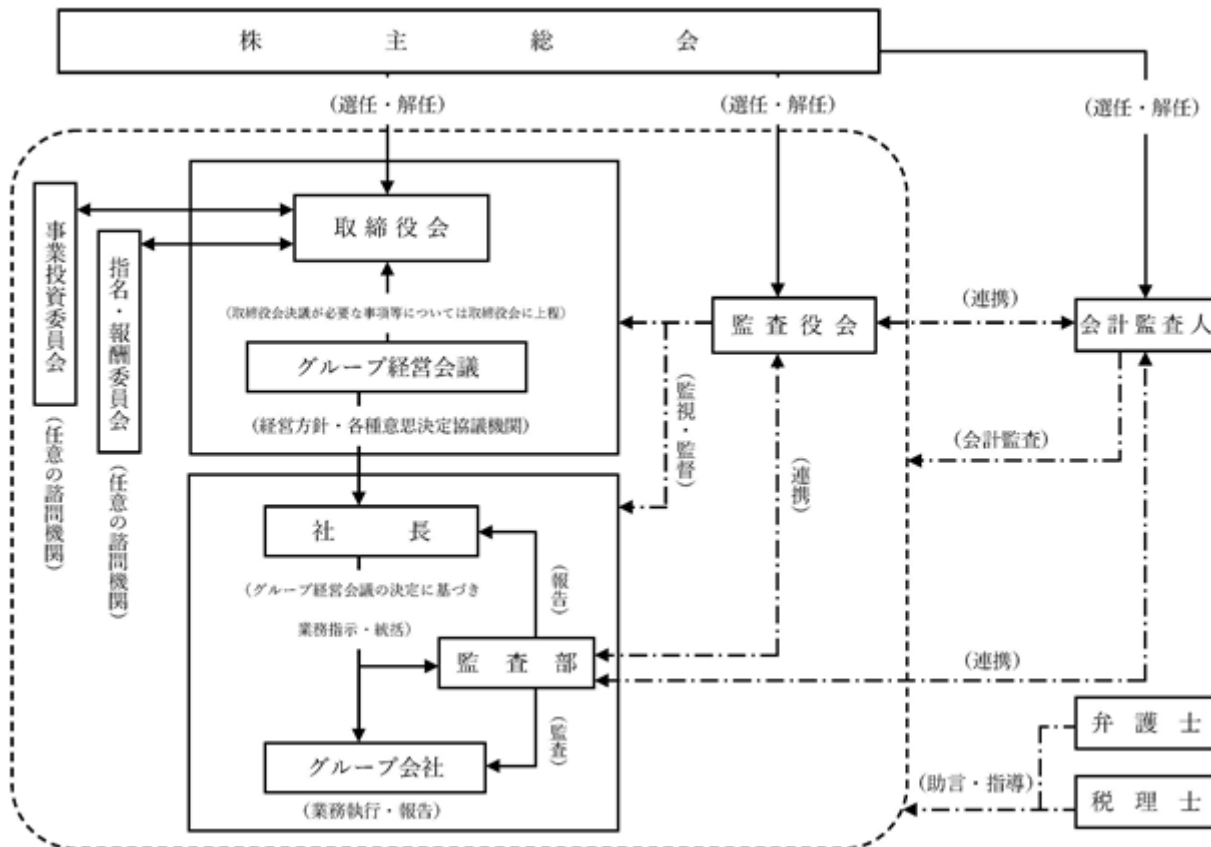 株主総会
(選任・解任)
(選任・解任)
(選任・解任)
取締役会
事業投資委員会
(任意の諮問機関)
指名・報酬委員会
(任意の諮問機関)
(取締役会決議が必要な事項等については取締役会に上程)
グループ経営会議
(経営方針・各種意思決定協議機関)
監査役会
(連携)
会計監査人
(監視・監督)
(連携)
(会計監査)
社長
(グループ経営会議の決定に基づき
業務指示・統括)
(報告)
監査部
(連携)
(監査)
グループ会社
(業務執行・報告)
弁護士
(助言・指導)
税理士